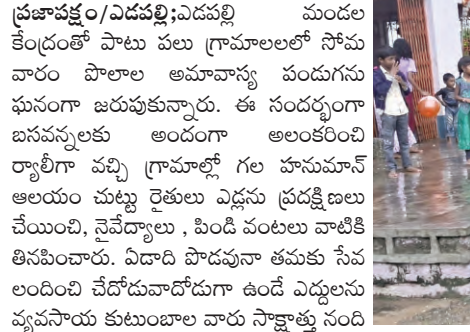 ప్రజాపక్షం/ఎడపల్లి;ఎడపల్లి మండల
కేంద్రంతో పాటు పలు గ్రామాలలలో సోమ
వారం పొలాల అమావాస్య పండుగను
ఘనంగా జరుపుకున్నారు. ఈ సందర్భంగా
బసవన్నలకు అందంగా అలంకరించి
ర్యాలీగా వచ్చి గ్రామాల్లో గల హనుమాన్
ఆలయం చుట్టు రైతులు ఎడ్లను ప్రదక్షిణలు
చేయించి, నైవేద్యాలు , పిండి వంటలు వాటికి
తినపించారు. ఏడాది పొడవునా తమకు సేవ
లందించి చేదోడువాదోడుగా ఉండే ఎద్దులను
వ్యవసాయ కుటుంబాల వారు సాక్షాత్తు నంది